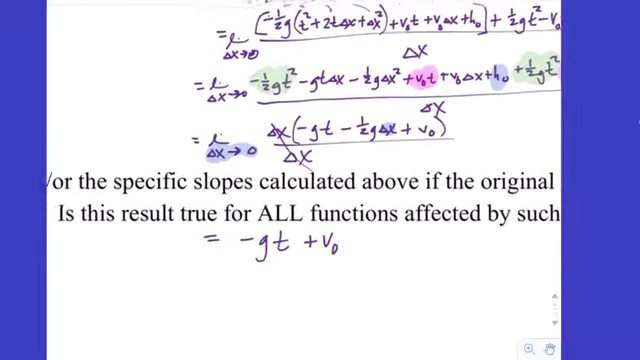 = lim Δx→0 [-½g(t² + 2tΔx + Δx²) + v₀t + v₀Δx + h₀] + ½gt² - v₀
Δx
= lim Δx→0 -½gt² - gtΔx - ½gΔx² + v₀t + v₀Δx + h₀ + ½gt²
Δx
= lim Δx→0 Δx(-gt - ½gΔx + v₀)
Δx
/or the specific slopes calculated above if the original
Is this result true for ALL functions affected by such
= -gt + v₀